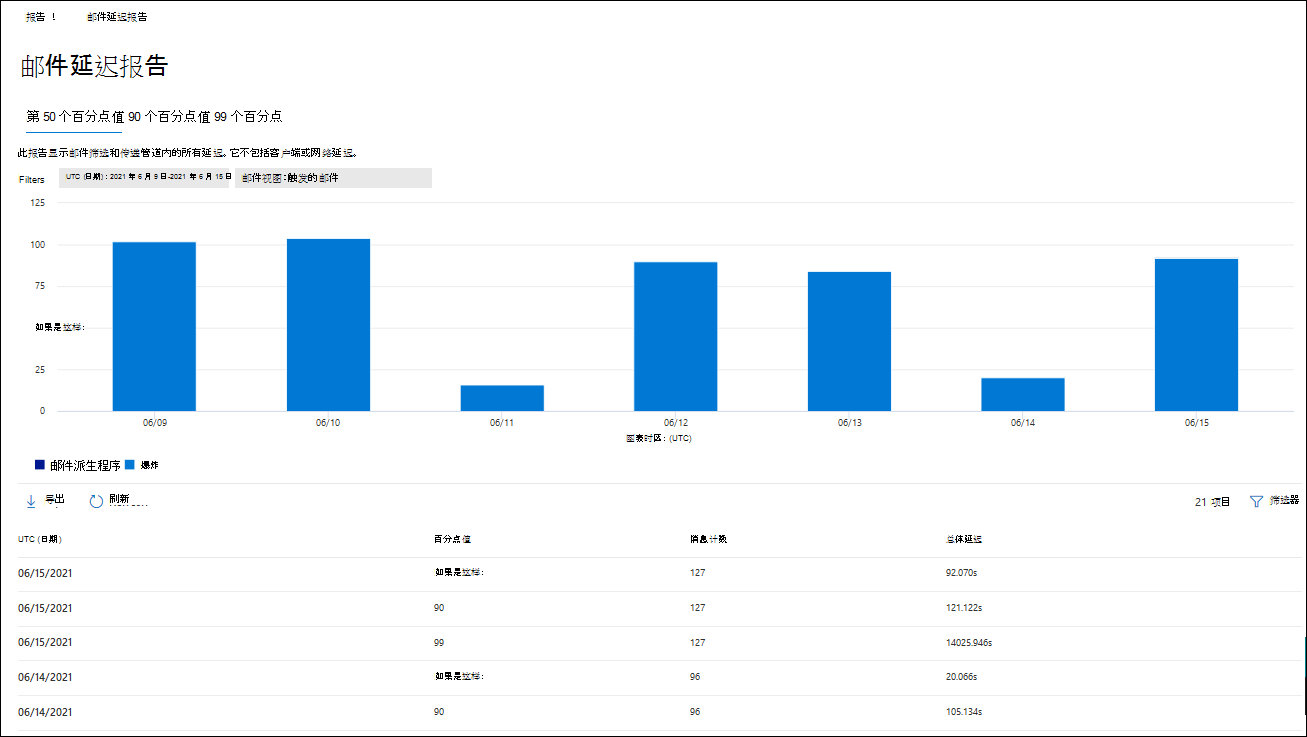 报告 ! 邮件延迟报告
邮件延迟报告
第 50 个百分点值 90 个百分点值 99 个百分点
此报告显示邮件筛选和传递管道内的所有延迟。它不包括客户端或网络延迟。
Filters UTC (日期) : 2021 年 6 月 9 日-2021 年 6 月 15 日 邮件视图:触发的邮件
125
100
75
如果是这样:
25
0
06/09 06/10 06/11 06/12 06/13 06/14 06/15
图表时区: (UTC)
邮件派生程序 爆炸
导出 刷新 21 项目 筛选器
UTC (日期) 百分点值 消息计数 总体延迟
06/15/2021 如果是这样: 127 92.070s
06/15/2021 90 127 121.122s
06/15/2021 99 127 14025.946s
06/14/2021 如果是这样: 96 20.066s
06/14/2021 90 96 105.134s